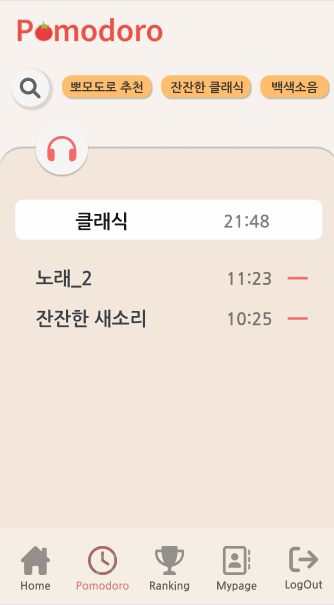 Pomodoro
뽀모도로 추천 잔잔한 클래식 백색소음
클래식 21:48
노래_2 11:23
잔잔한 새소리 10:25
Home Pomodoro Ranking Mypage LogOut